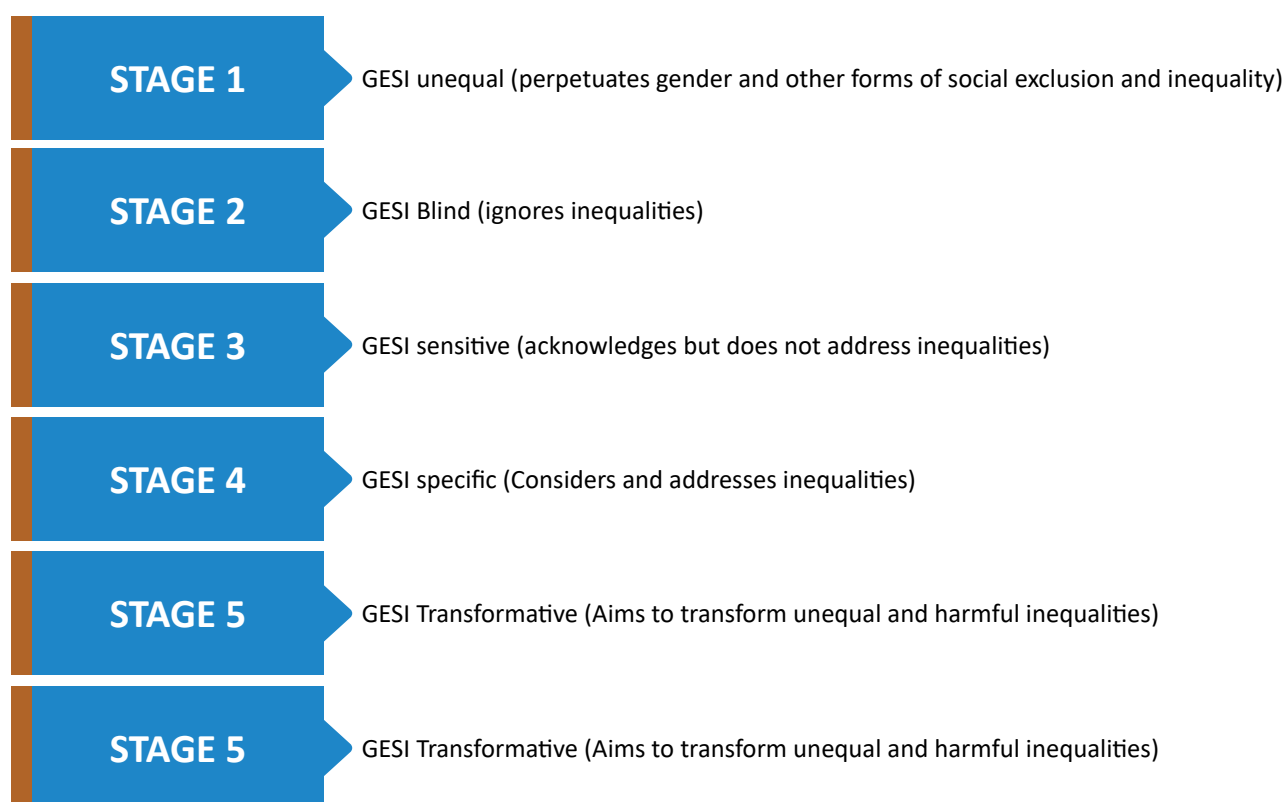 STAGE 1
GESI unequal (perpetuates gender and other forms of social exclusion and inequality)
STAGE 2
GESI Blind (ignores inequalities)
STAGE 3
GESI sensitive (acknowledges but does not address inequalities)
STAGE 4
GESI specific (Considers and addresses inequalities)
STAGE 5
GESI Transformative (Aims to transform unequal and harmful inequalities)
STAGE 5
GESI Transformative (Aims to transform unequal and harmful inequalities)